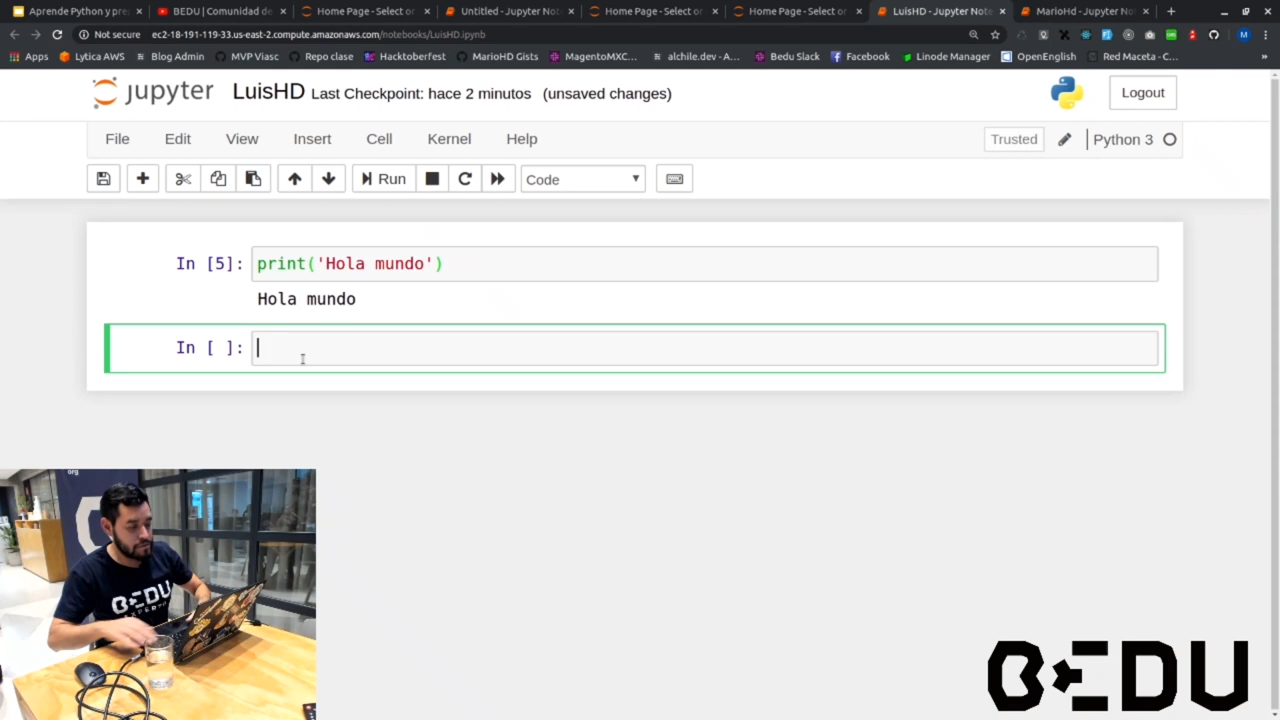 Aprende Python y pre
BEDU | Comunidad de
Home Page - Select or
Untitled - Jupyter Not
Home Page - Select or
Home Page - Select or
LuisHD - Jupyter Note
MarioHd - Jupyter Not
Not secure ec2-18-191-119-33.us-east-2.compute.amazonaws.com/notebooks/LuisHD.ipynb
Apps Lytica AWS Blog Admin MVP Viasc Repo clase Hacktoberfest MarioHD Gists MagentoMXC... alchile.dev - A... Bedu Slack Facebook Linode Manager OpenEnglish Red Maceta - C...
jupyter LuisHD Last Checkpoint: hace 2 minutos (unsaved changes) Logout
File Edit View Insert Cell Kernel Help Trusted Python 3
Run Code
In [5]: print('Hola mundo')
Hola mundo
In [ ]:
org
BEDU
EXPERTO
BEDU